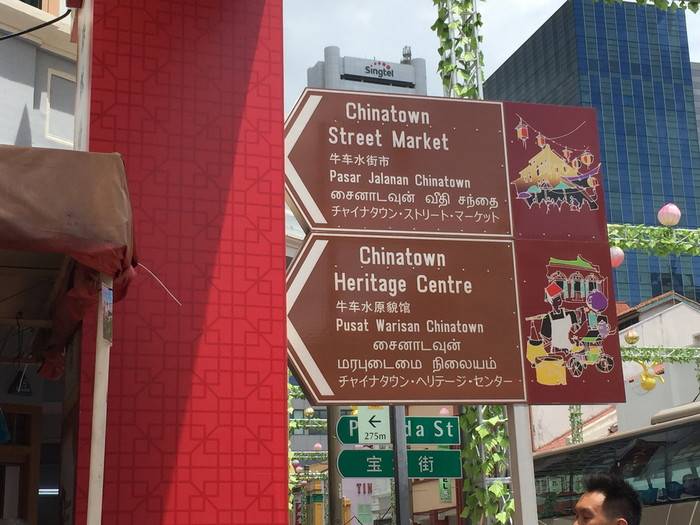 Singtel
Chinatown
Street Market
牛车水街市
Pasar Jalanan Chinatown
சைனாடவுன் வீதி சந்தை
チャイナタウン・ストリート・マーケット
Chinatown
Heritage Centre
牛车水原貌馆
Pusat Warisan Chinatown
சைனாடவுன்
மரபுடைமை நிலையம்
チャイナタウン・ヘリテージ・センター
275m
St
宝 街
TIN